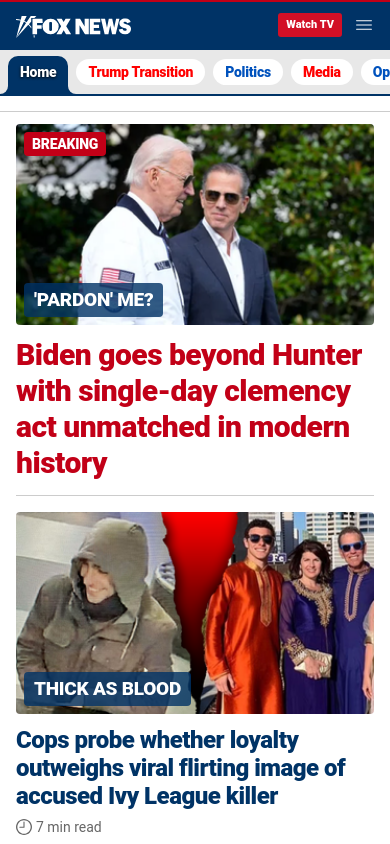 FOX NEWS
Watch TV
Home
Trump Transition
Politics
Media
Op
BREAKING
'PARDON' ME?
Biden goes beyond Hunter
with single-day clemency
act unmatched in modern
history
Fc
THICK AS BLOOD
Cops probe whether loyalty
outweighs viral flirting image of
accused Ivy League killer
7 min read